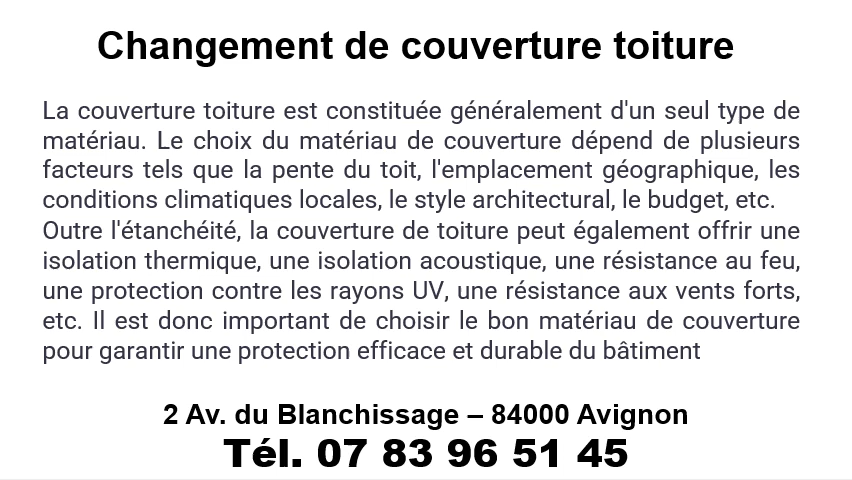 Changement de couverture toiture
La couverture toiture est constituée généralement d'un seul type de
matériau. Le choix du matériau de couverture dépend de plusieurs
facteurs tels que la pente du toit, l'emplacement géographique, les
conditions climatiques locales, le style architectural, le budget, etc.
Outre l'étanchéité, la couverture de toiture peut également offrir une
isolation thermique, une isolation acoustique, une résistance au feu,
une protection contre les rayons UV, une résistance aux vents forts,
etc. Il est donc important de choisir le bon matériau de couverture
pour garantir une protection efficace et durable du bâtiment
2 Av. du Blanchissage – 84000 Avignon
Tél. 07 83 96 51 45